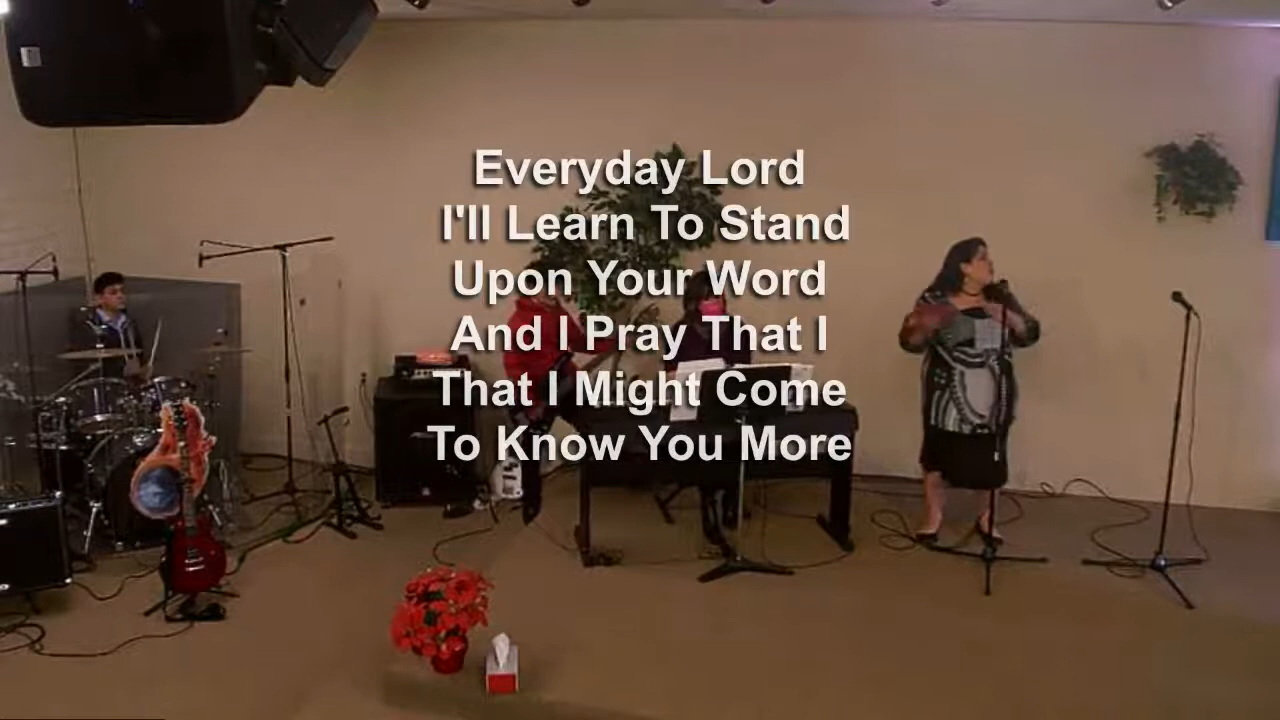 Everyday Lord
I'll Learn To Stand
Upon Your Word
And I Pray That I
That I Might Come
To Know You More